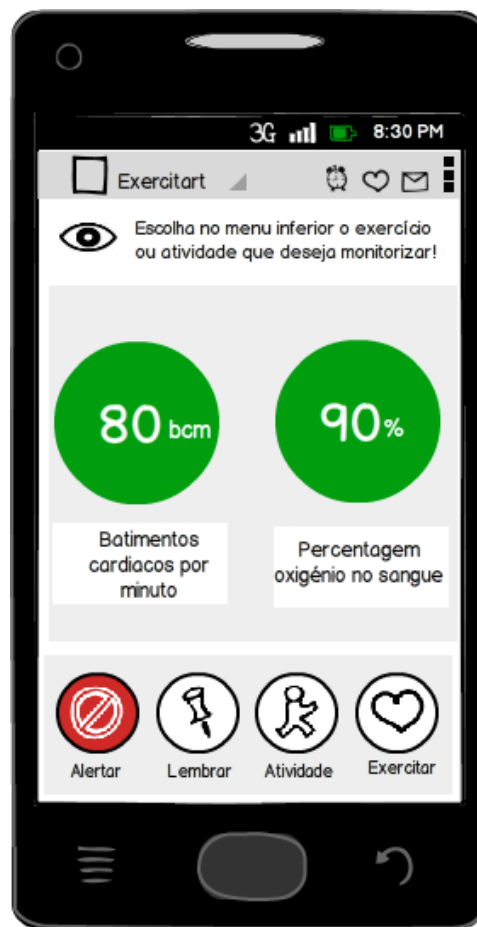 3G 8:30 PM
Exercitart
Escolha no menu inferior o exercício
ou atividade que deseja monitorizar!
80 bcm
90%
Batimentos
cardiacos por
minuto
Percentagem
oxigénio no sangue
Alertar Lembrar Atividade Exercitar